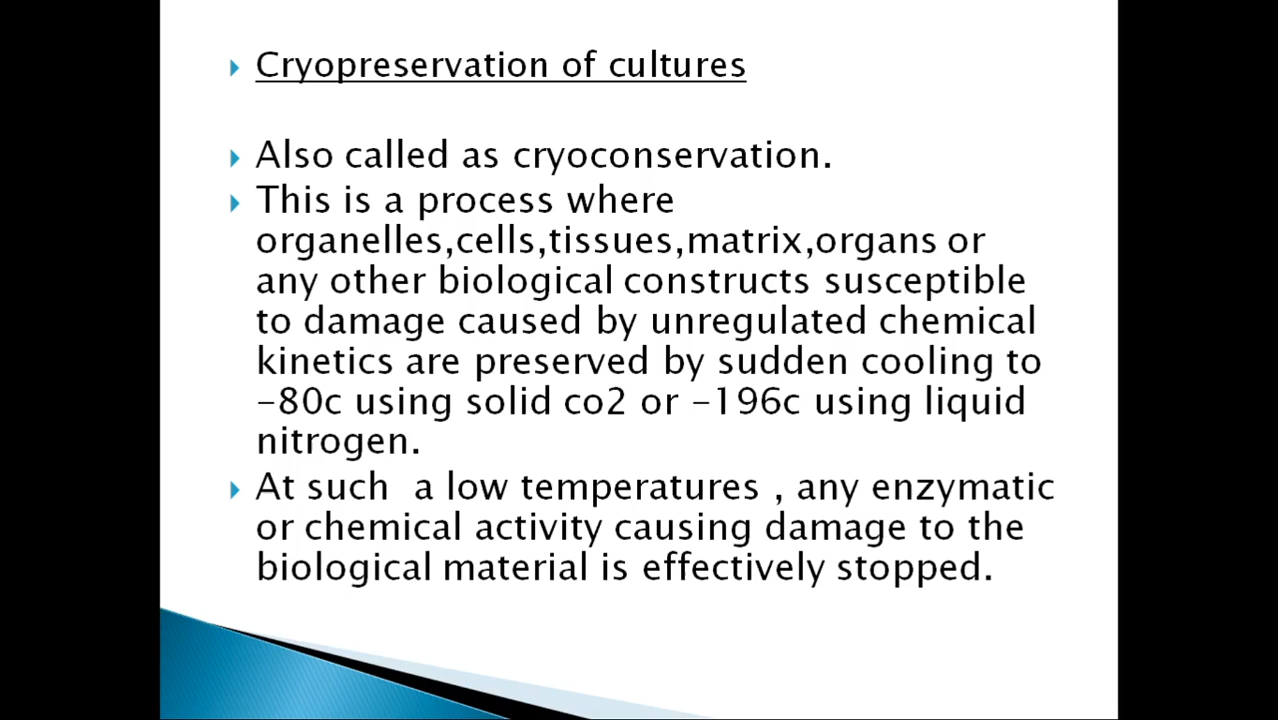 Cryopreservation of cultures
Also called as cryoconservation.
This is a process where
organelles,cells,tissues,matrix,organs or
any other biological constructs susceptible
to damage caused by unregulated chemical
kinetics are preserved by sudden cooling to
-80c using solid co2 or -196c using liquid
nitrogen.
At such  a low temperatures , any enzymatic
or chemical activity causing damage to the
biological material is effectively stopped.